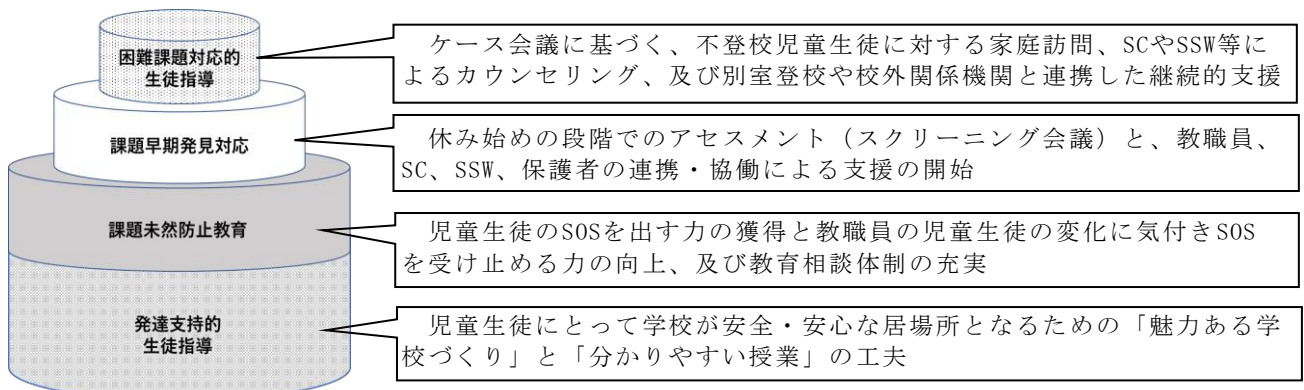 困難課題対応的
生徒指導
ケース会議に基づく、不登校児童生徒に対する家庭訪問、SCやSSW等に
よるカウンセリング、及び別室登校や校外関係機関と連携した継続的支援
課題早期発見対応
休み始めの段階でのアセスメント（スクリーニング会議）と、教職員、
SC、SSW、保護者の連携・協働による支援の開始
課題未然防止教育
児童生徒のSOSを出す力の獲得と教職員の児童生徒の変化に気付きSOS
を受け止める力の向上、及び教育相談体制の充実
発達支持的
生徒指導
児童生徒にとって学校が安全・安心な居場所となるための「魅力ある学
校づくり」と「分かりやすい授業」の工夫